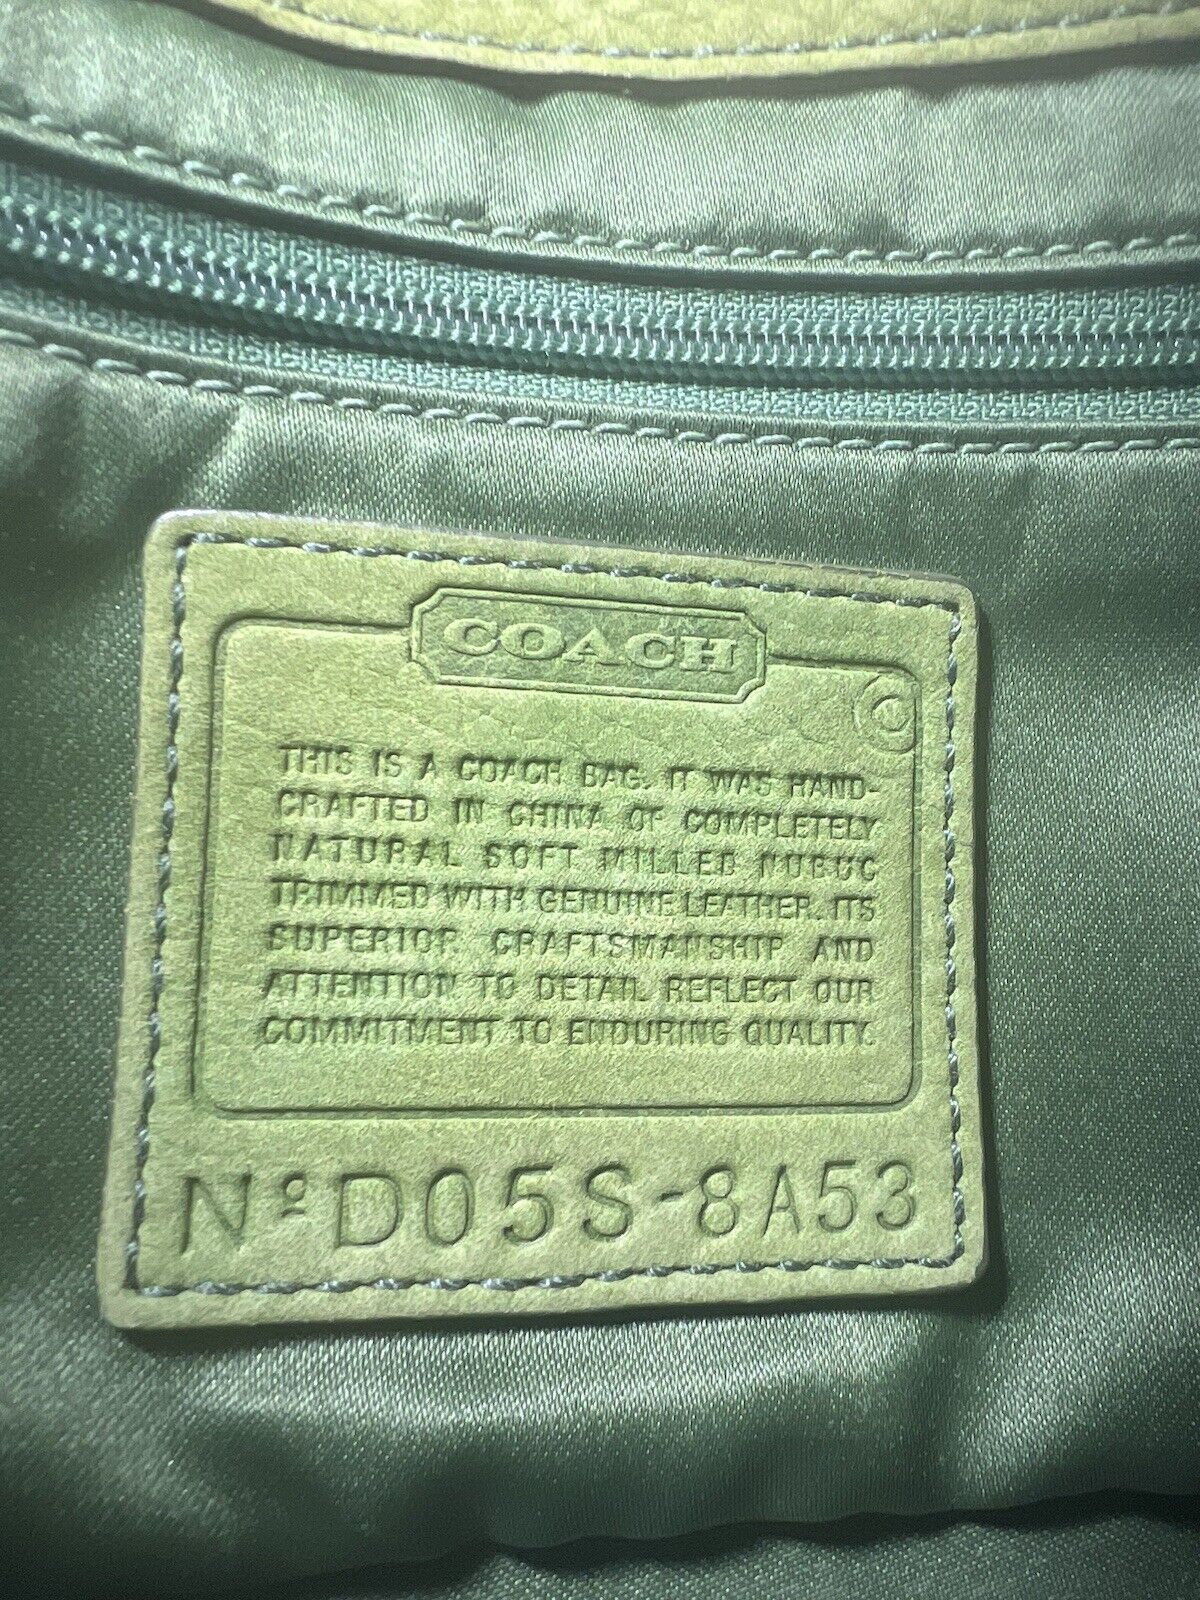 COACH
THIS IS A COACH BAG. IT WAS HAND-
CRAFTED IN CHINA OF COMPLETELY
NATURAL SOFT MILLED NUBUC
TRIMMED WITH GENUINE LEATHER. ITS
SUPERIOR CRAFTSMANSHIP AND
ATTENTION TO DETAIL REFLECT OUR
COMMITMENT TO ENDURING QUALITY.
Nº D05S-8A53